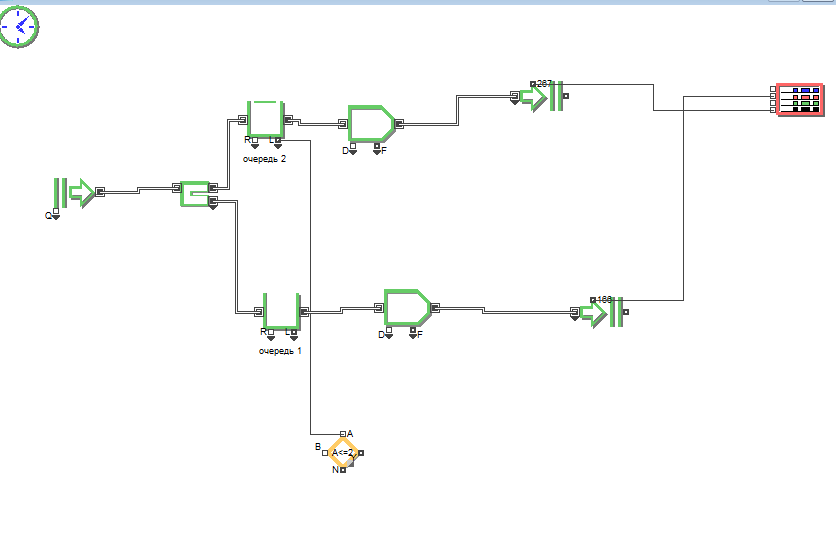 267
R L
очередь 2
D F
Q
166
R L
D F
очередь 1
A
B
A<=2
Y
N